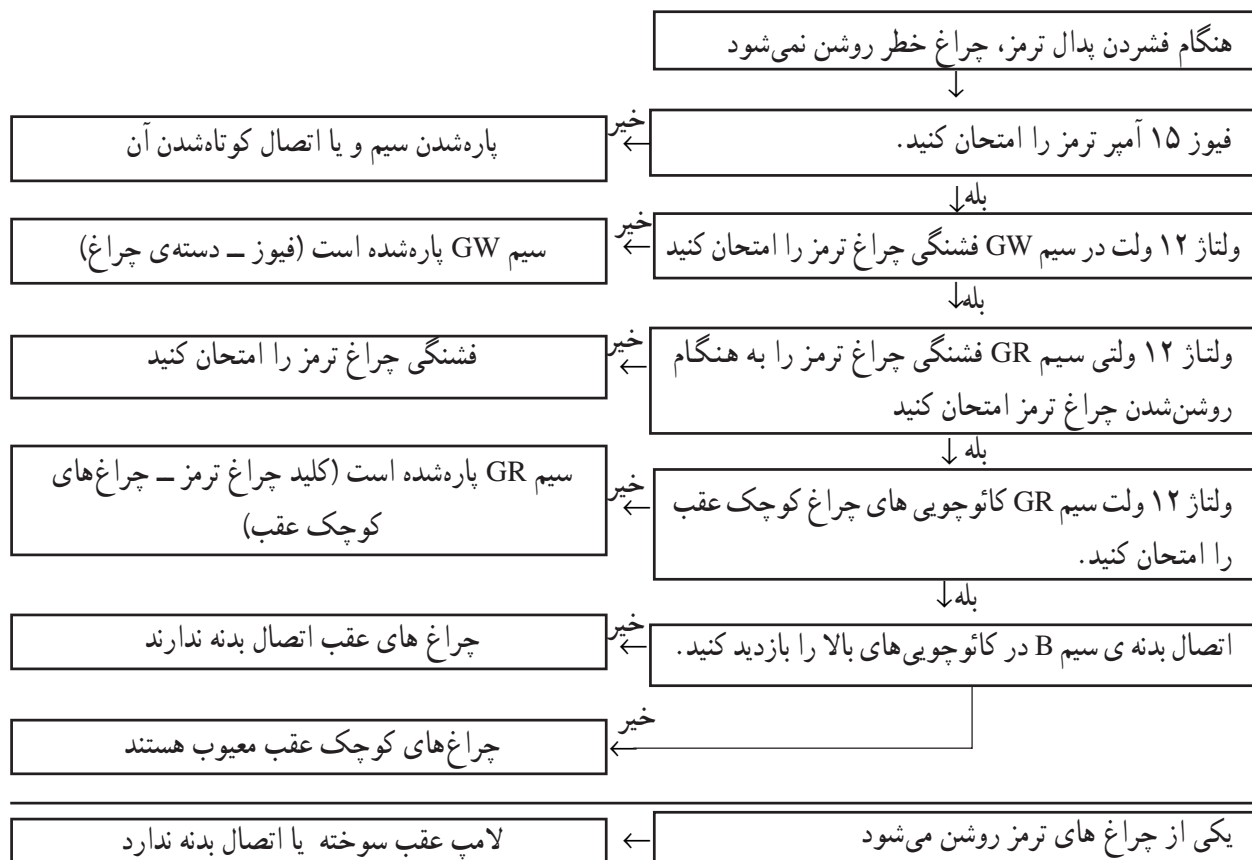 هنگام فشردن پدال ترمز، چراغ خطر روشن نمی‌شود
فیوز ۱۵ آمپر ترمز را امتحان کنید.
خیر
پاره‌شدن سیم و یا اتصال کوتاه‌شدن آن
بله
ولتاژ ۱۲ ولت در سیم GW فشنگی چراغ ترمز را امتحان کنید
خیر
سیم GW پاره‌شده است (فیوز – دسته‌ی چراغ)
بله
ولتاژ ۱۲ ولتی سیم GR فشنگی چراغ ترمز را به هنگام
روشن‌شدن چراغ ترمز امتحان کنید
خیر
فشنگی چراغ ترمز را امتحان کنید
بله
ولتاژ ۱۲ ولت سیم GR کائوچویی های چراغ کوچک عقب
را امتحان کنید.
خیر
سیم GR پاره‌شده است (کلید چراغ ترمز – چراغ‌های
کوچک عقب)
بله
اتصال بدنه ی سیم B در کائوچویی‌های بالا را بازدید کنید.
خیر
چراغ های عقب اتصال بدنه ندارند
خیر
چراغ‌های کوچک عقب معیوب هستند
یکی از چراغ های ترمز روشن می‌شود
لامپ عقب سوخته یا اتصال بدنه ندارد